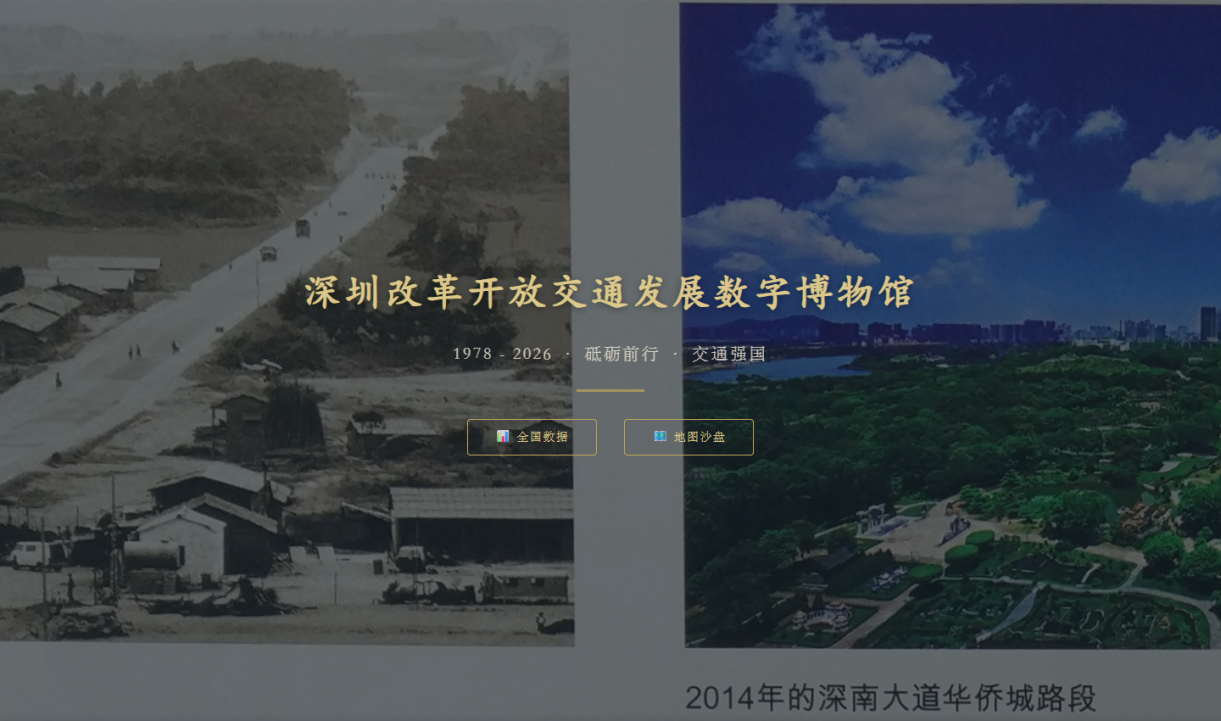 深圳改革开放交通发展数字博物馆
1978 - 2026 · 砥砺前行 · 交通强国
全国数据
地图沙盘
2014年的深南大道华侨城路段